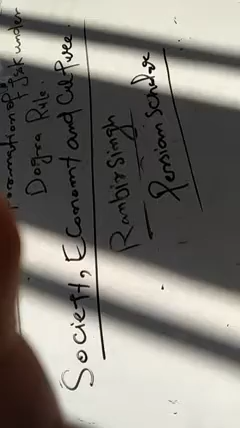 of J&K under
Dogra Rule.
Society, Economy and Culture.
Ranbir Singh
Persian Scholar